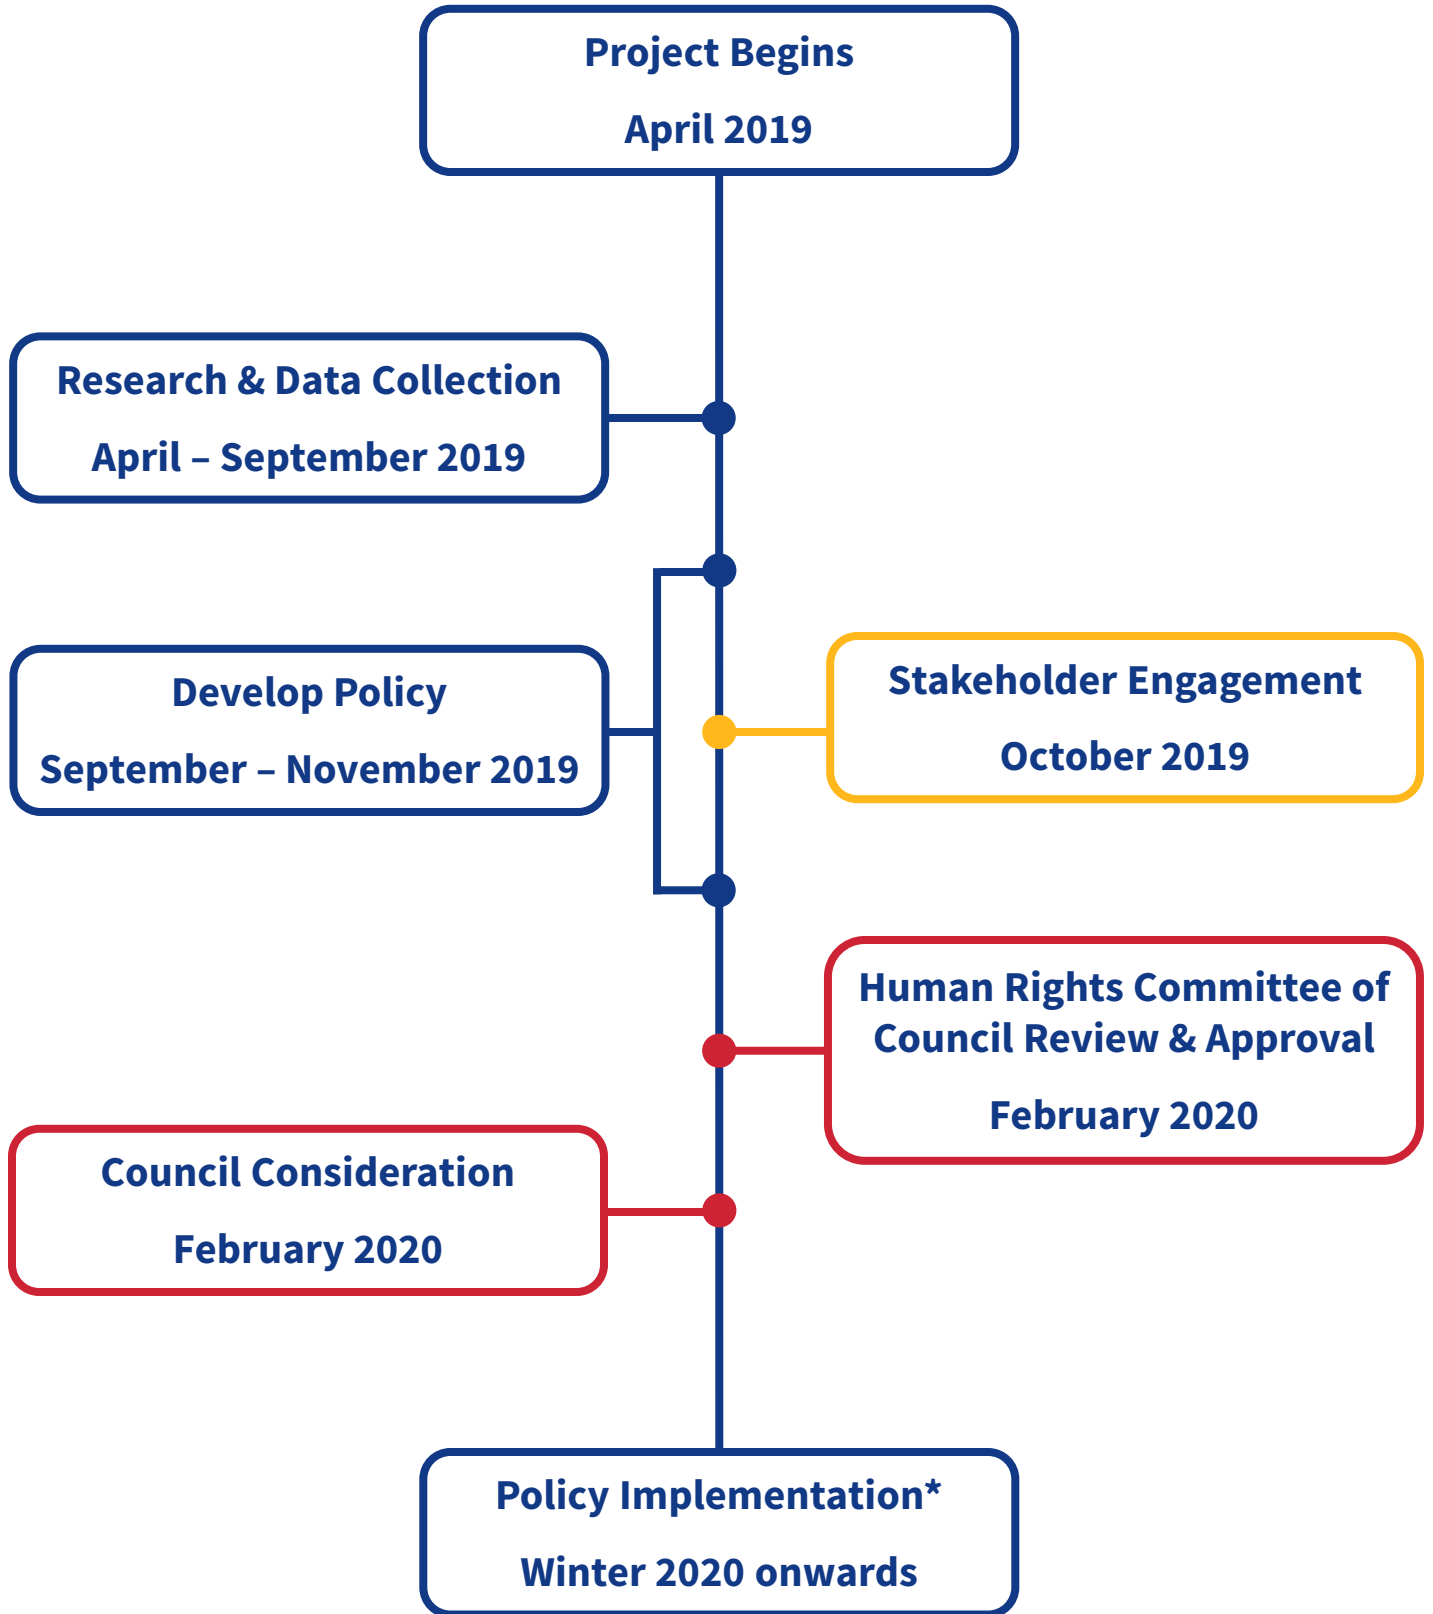 Project Begins
April 2019
Research & Data Collection
April – September 2019
Develop Policy
September – November 2019
Stakeholder Engagement
October 2019
Human Rights Committee of
Council Review & Approval
February 2020
Council Consideration
February 2020
Policy Implementation*
Winter 2020 onwards